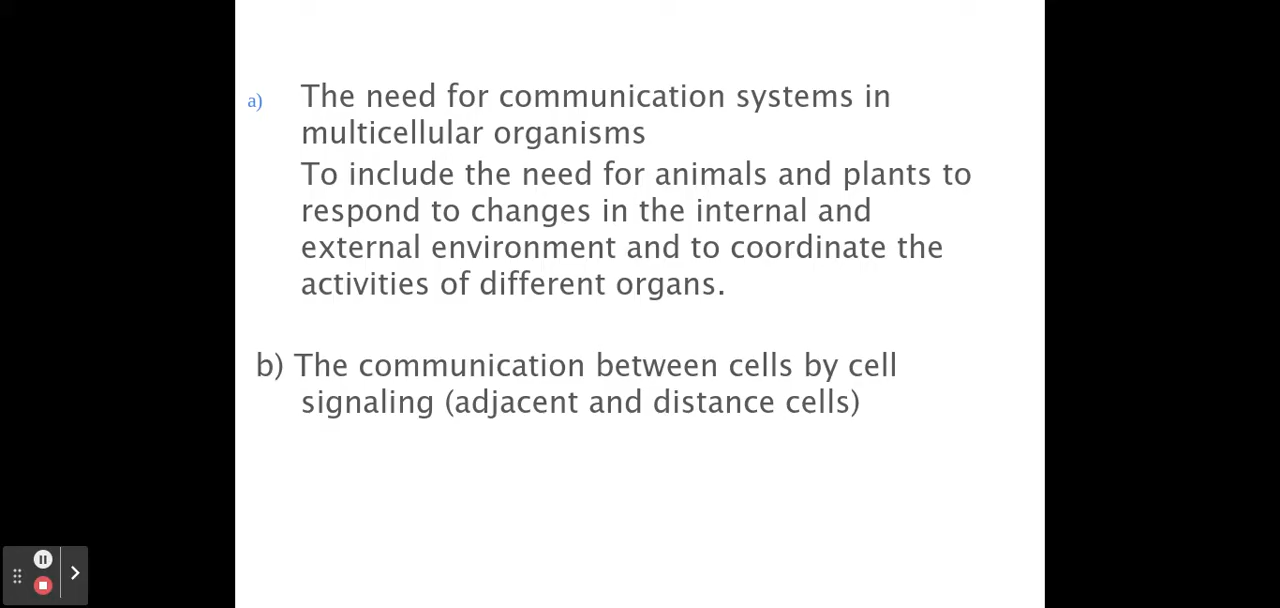 a) The need for communication systems in
multicellular organisms
To include the need for animals and plants to
respond to changes in the internal and
external environment and to coordinate the
activities of different organs.
b) The communication between cells by cell
signaling (adjacent and distance cells)